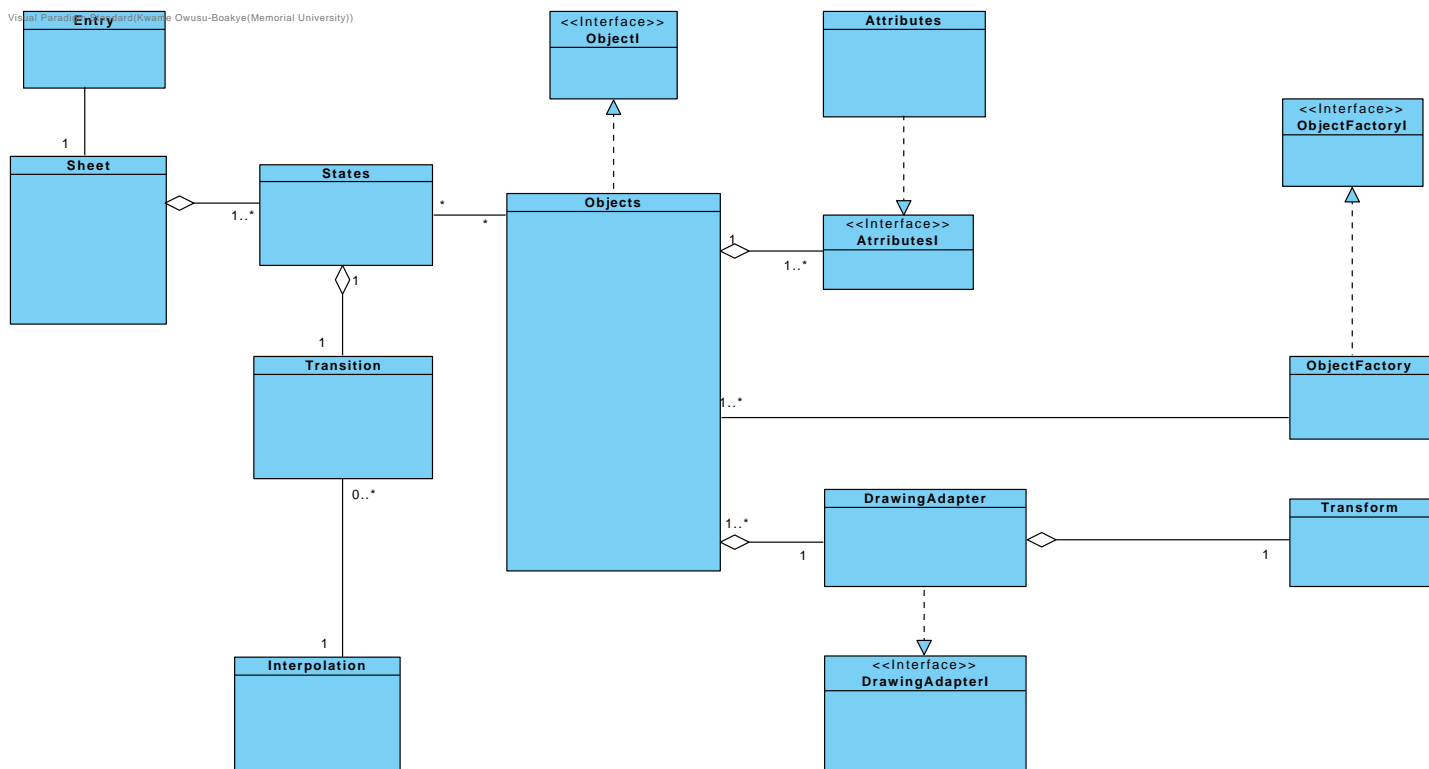 Visual Paradigm Standard(Kwame Owusu-Boakye(Memorial University))
Entry
1
Sheet
1..*
States
*
*
1
1
Transition
0..*
1
Interpolation
<<Interface>>
ObjectI
Objects
1
1..*
Attributes
<<Interface>>
AtrributesI
<<Interface>>
ObjectFactoryI
ObjectFactory
1..*
1..*
1
DrawingAdapter
1
Transform
<<Interface>>
DrawingAdapterI